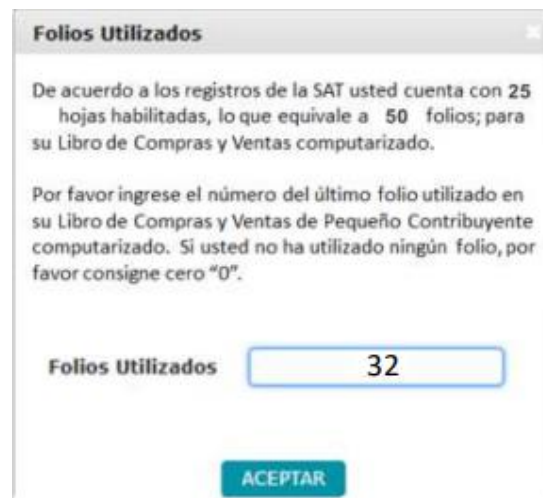 Folios Utilizados
De acuerdo a los registros de la SAT usted cuenta con 25
hojas habilitadas, lo que equivale a 50 folios; para
su Libro de Compras y Ventas computarizado.
Por favor ingrese el número del último folio utilizado en
su Libro de Compras y Ventas de Pequeño Contribuyente
computarizado. Si usted no ha utilizado ningún folio, por
favor consigne cero “0”.
Folios Utilizados 32
ACEPTAR